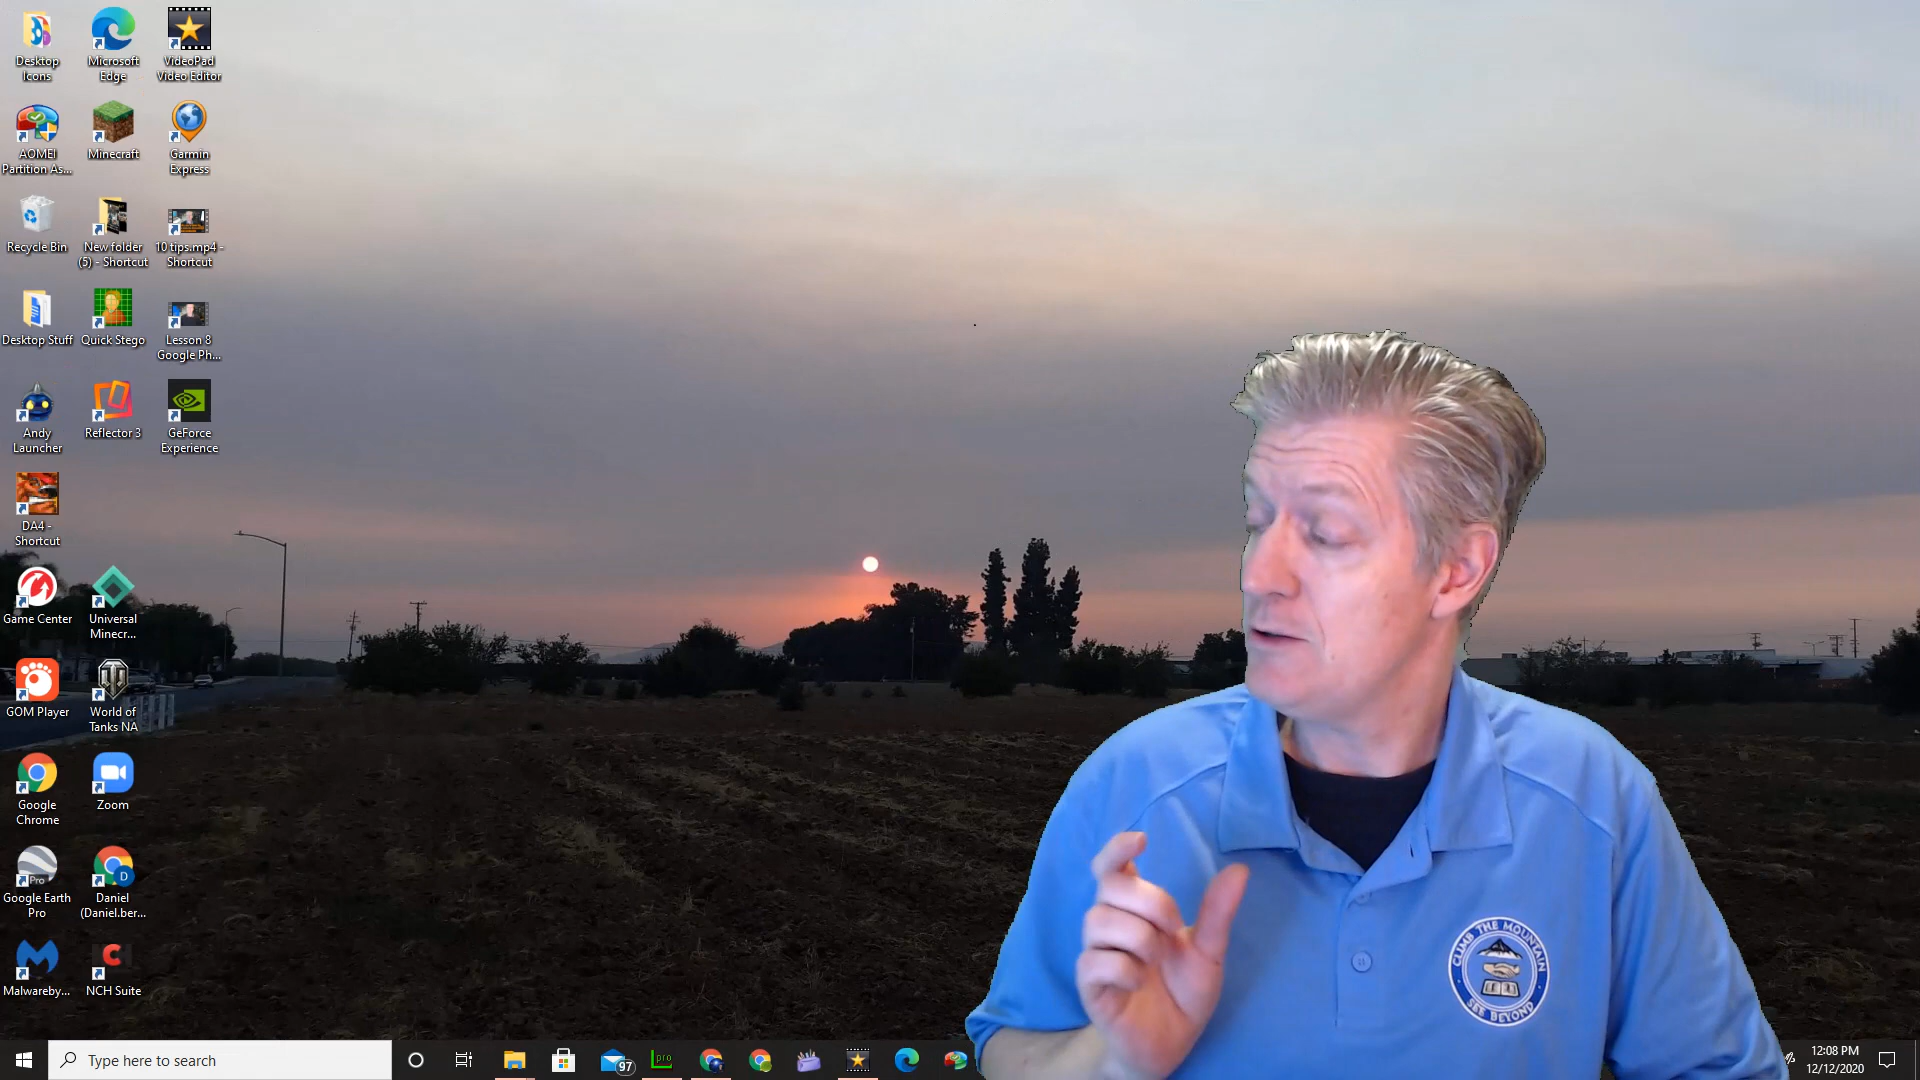 Desktop
Icons
Microsoft
Edge
VideoPad
Video Editor
AOMEI
Partition As...
Minecraft
Garmin
Express
Recycle Bin
New folder
(5) - Shortcut
10 tips.mp4 -
Shortcut
Desktop Stuff
Quick Stego
Lesson 8
Google Ph...
Andy
Launcher
Reflector 3
GeForce
Experience
DA4 -
Shortcut
Game Center
Universal
Minecr...
GOM Player
World of
Tanks NA
Google
Chrome
Zoom
Pro
Google Earth
Pro
D
Daniel
(Daniel.ber...
Malwareby...
NCH Suite
CLIMB THE MOUNTAIN
SEE BEYOND
Type here to search
97
pro
12:08 PM
12/12/2020